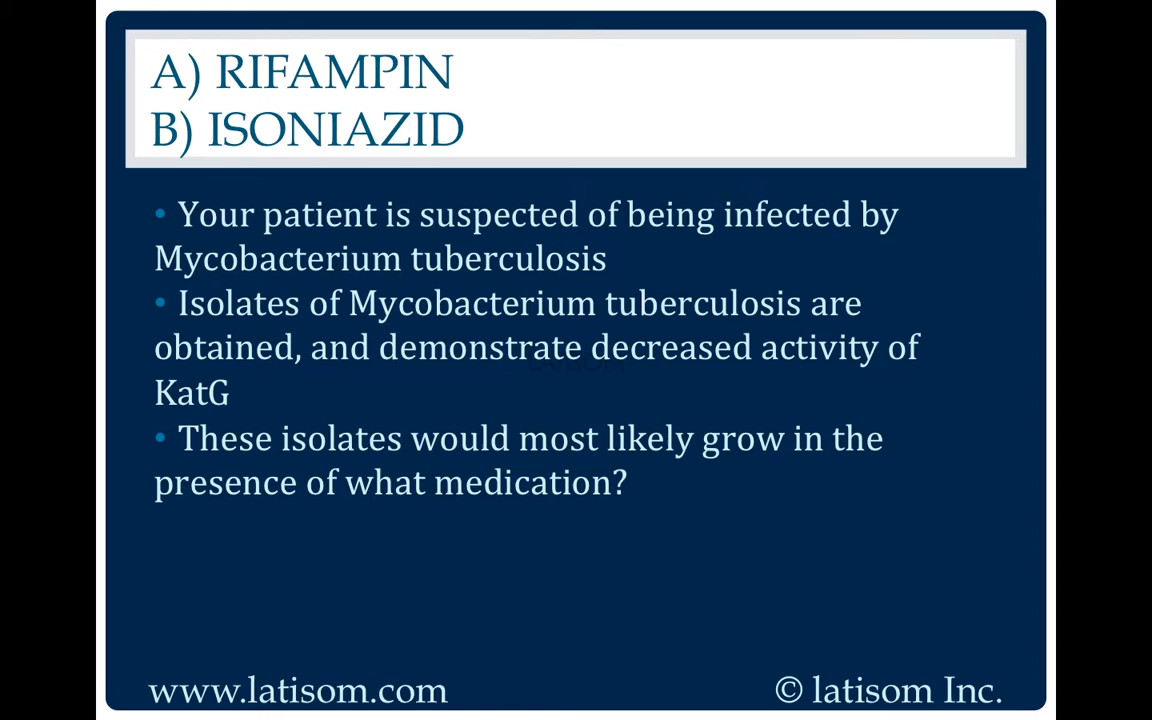 A) RIFAMPIN
B) ISONIAZID
• Your patient is suspected of being infected by
Mycobacterium tuberculosis
• Isolates of Mycobacterium tuberculosis are
obtained, and demonstrate decreased activity of
KatG
• These isolates would most likely grow in the
presence of what medication?
www.latisom.com
© latisom Inc.